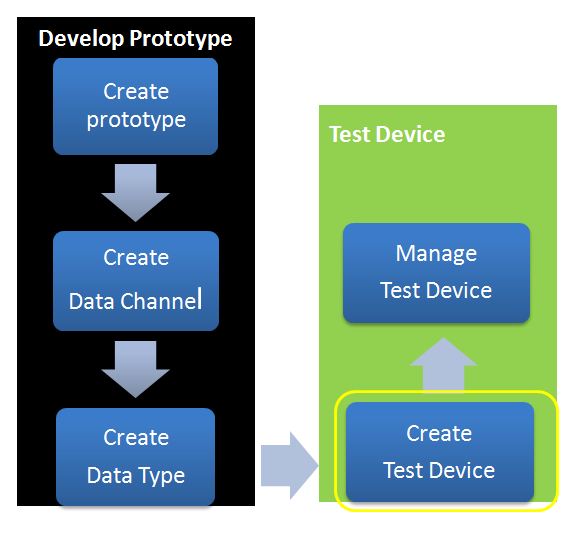 Develop Prototype
Create
prototype
Create
Data Channel
Create
Data Type
Test Device
Manage
Test Device
Create
Test Device